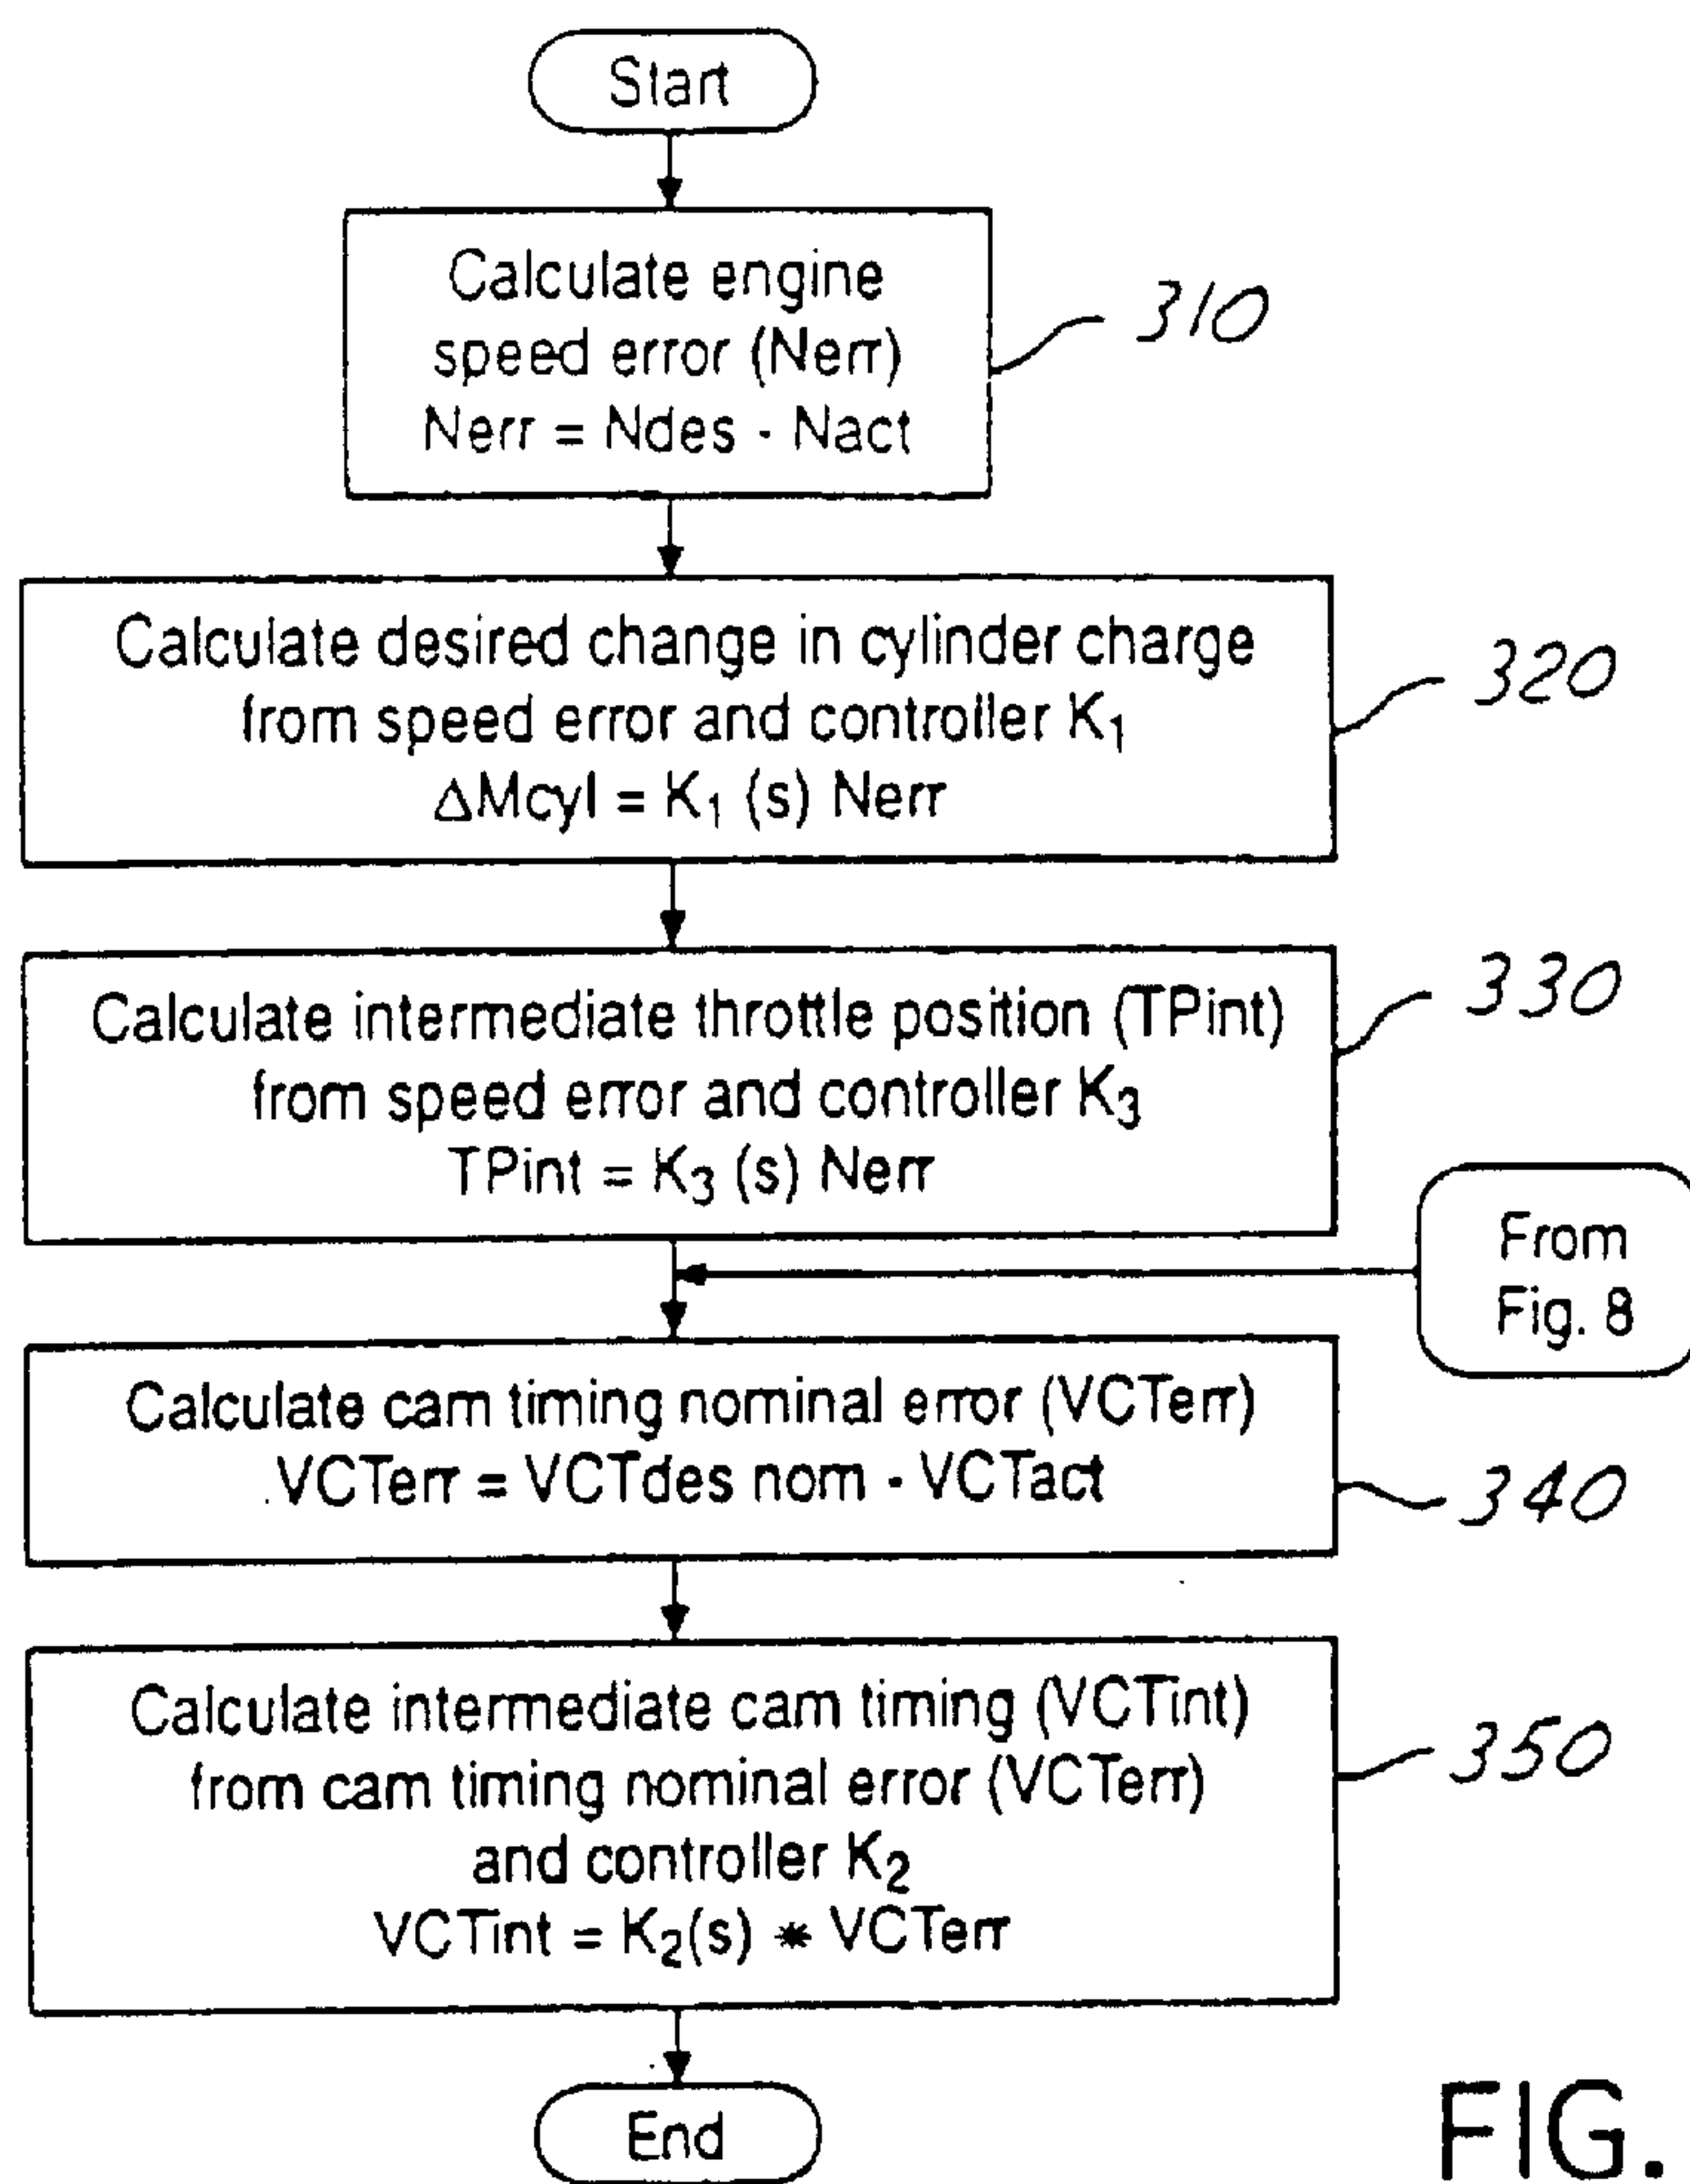 Start
Calculate engine
speed error (Nerr)
Nerr = Ndes - Nact
310
Calculate desired change in cylinder charge
from speed error and controller K₁
ΔMcyl = K₁ (s) Nerr
320
Calculate intermediate throttle position (TPint)
from speed error and controller K₃
TPint = K₃ (s) Nerr
330
From
Fig. 8
Calculate cam timing nominal error (VCTerr)
VCTerr = VCTdes nom - VCTact
340
Calculate intermediate cam timing (VCTint)
from cam timing nominal error (VCTerr)
and controller K₂
VCTint = K₂(s) * VCTerr
350
End
FIG.